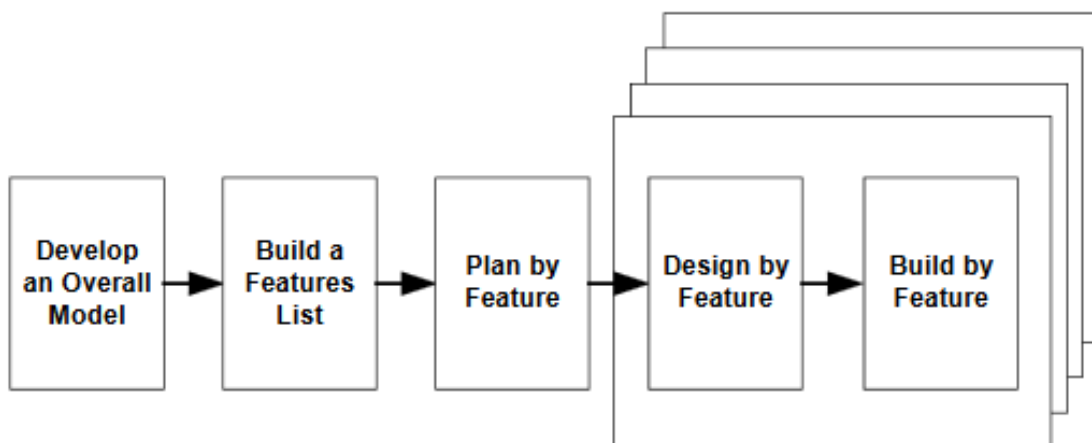 Develop
an Overall
Model
Build a
Features
List
Plan by
Feature
Design by
Feature
Build by
Feature